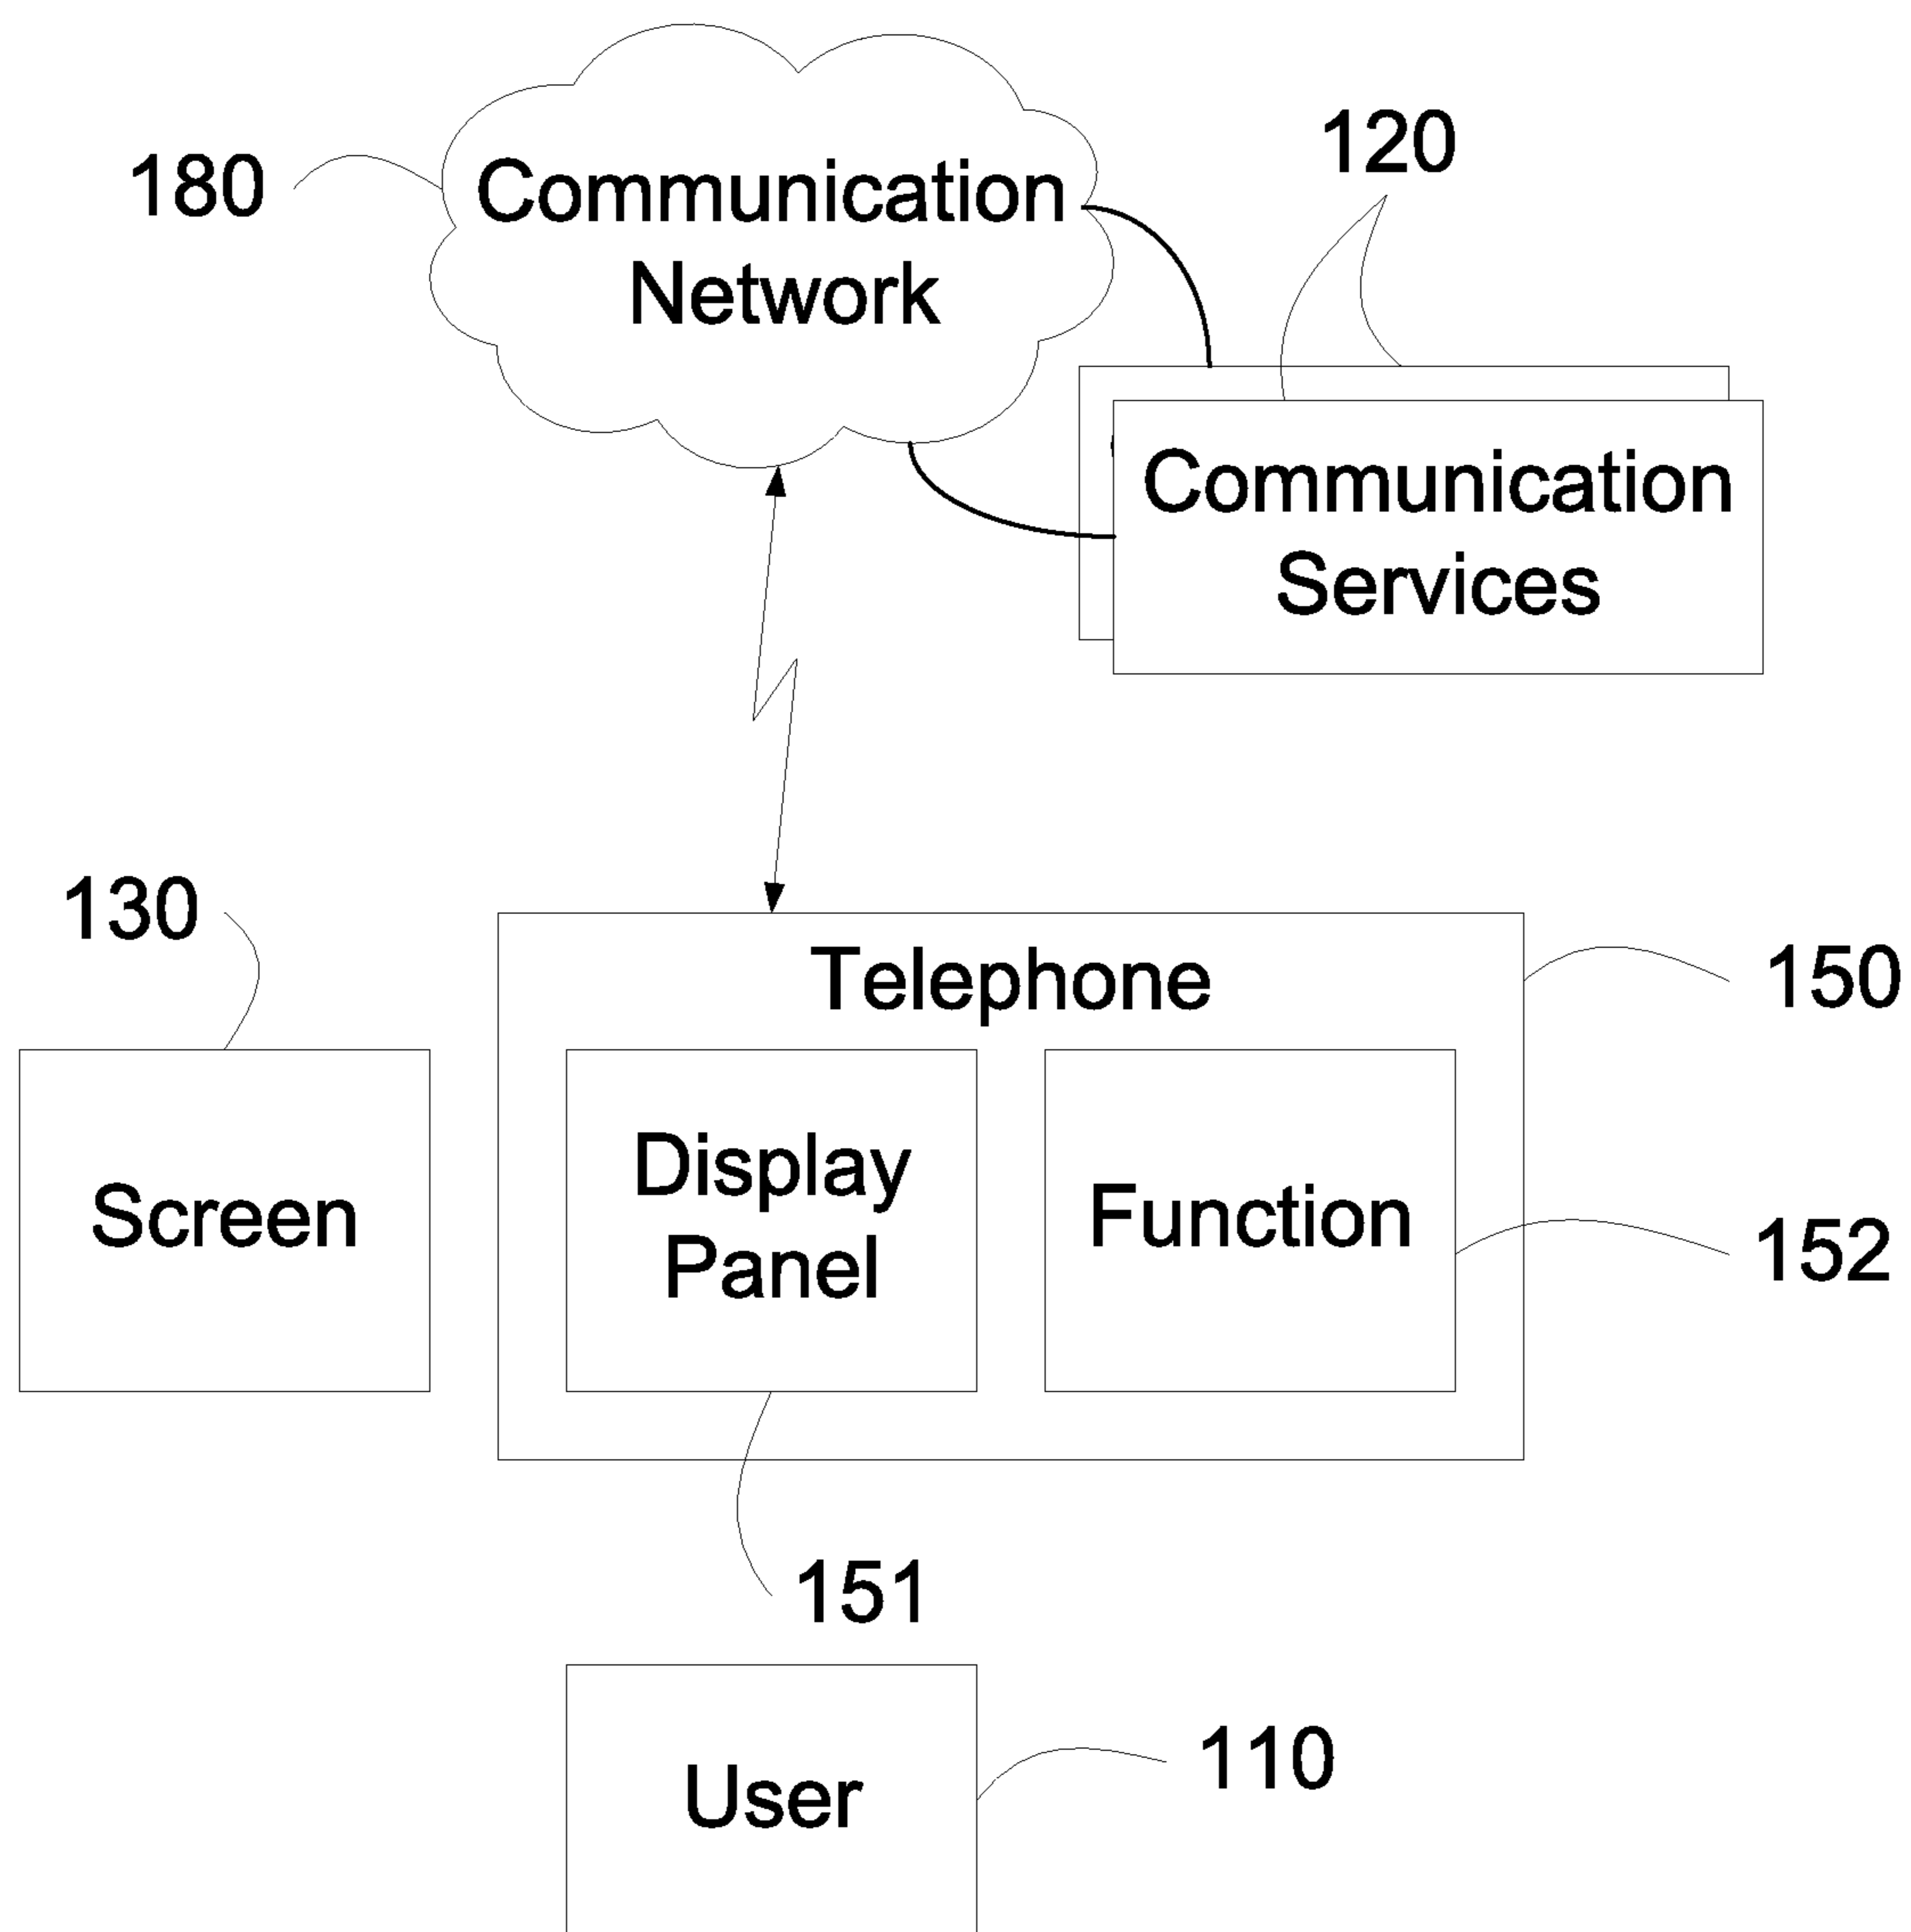 120
180
Communication
Network
Communication
Services
130
Telephone
150
Screen
Display
Panel
Function
152
151
User
110